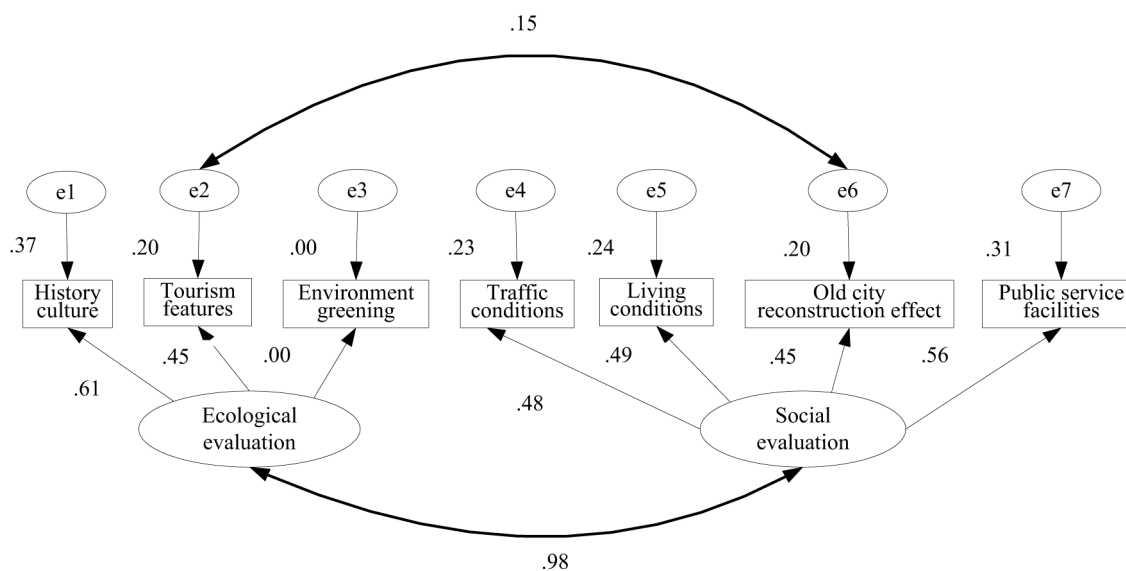 .15
e1
e2
e3
e4
e5
e6
e7
.37
.20
.00
.23
.24
.20
.31
History
culture
Tourism
features
Environment
greening
Traffic
conditions
Living
conditions
Old city
reconstruction effect
Public service
facilities
.61
.45
.00
.48
.49
.45
.56
Ecological
evaluation
Social
evaluation
.98